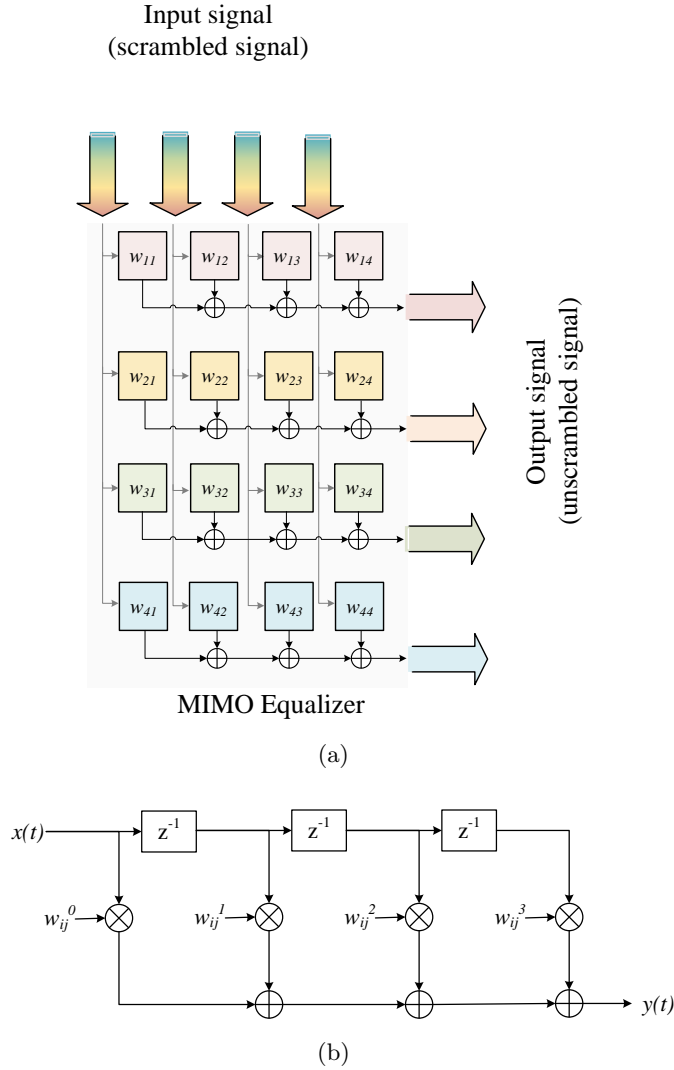 Input signal
(scrambled signal)
w11 w12 w13 w14
w21 w22 w23 w24
w31 w32 w33 w34
w41 w42 w43 w44
Output signal
(unscrambled signal)
MIMO Equalizer
(a)
x(t) z⁻¹ z⁻¹ z⁻¹
wij⁰ wij¹ wij² wij³
y(t)
(b)